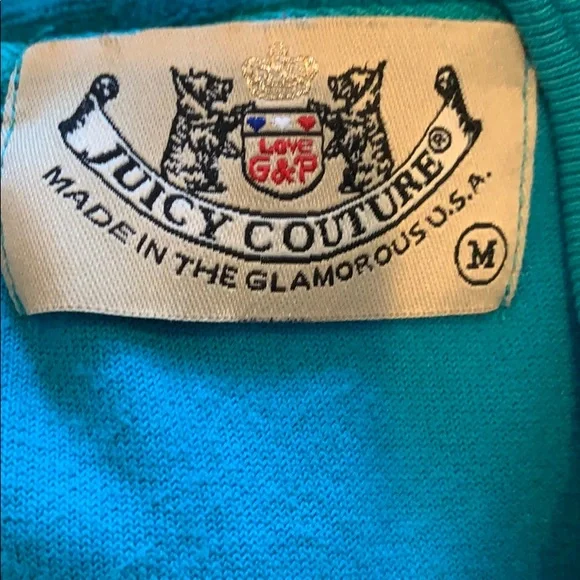 LOVE
G&P
JUICY COUTURE®
MADE IN THE GLAMOROUS U.S.A.
M